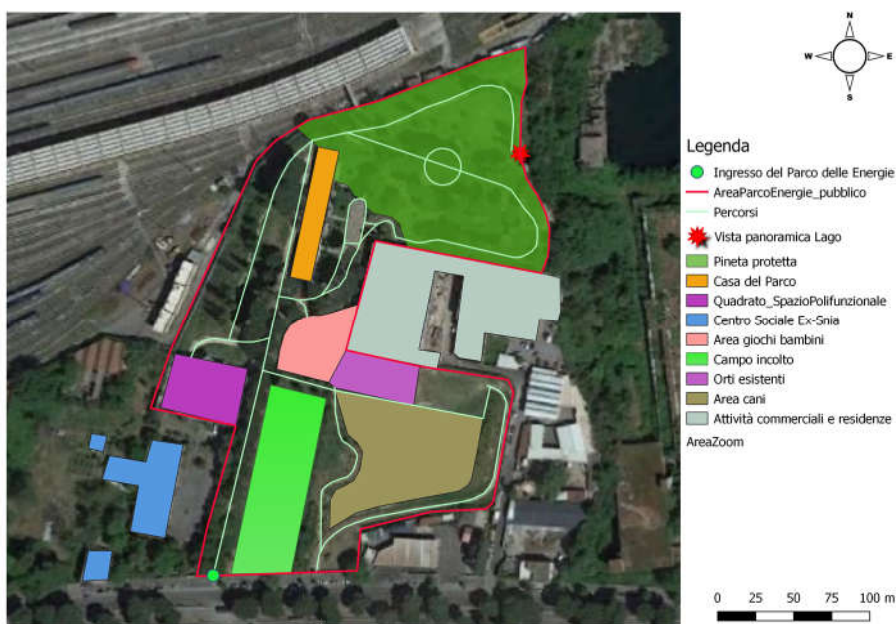 N
W
E
S
Legenda
Ingresso del Parco delle Energie
AreaParcoEnergie_pubblico
Percorsi
Vista panoramica Lago
Pineta protetta
Casa del Parco
Quadrato_SpazioPolifunzionale
Centro Sociale Ex-Snia
Area giochi bambini
Campo incolto
Orti esistenti
Area cani
Attività commerciali e residenze
AreaZoom
0 25 50 75 100 m